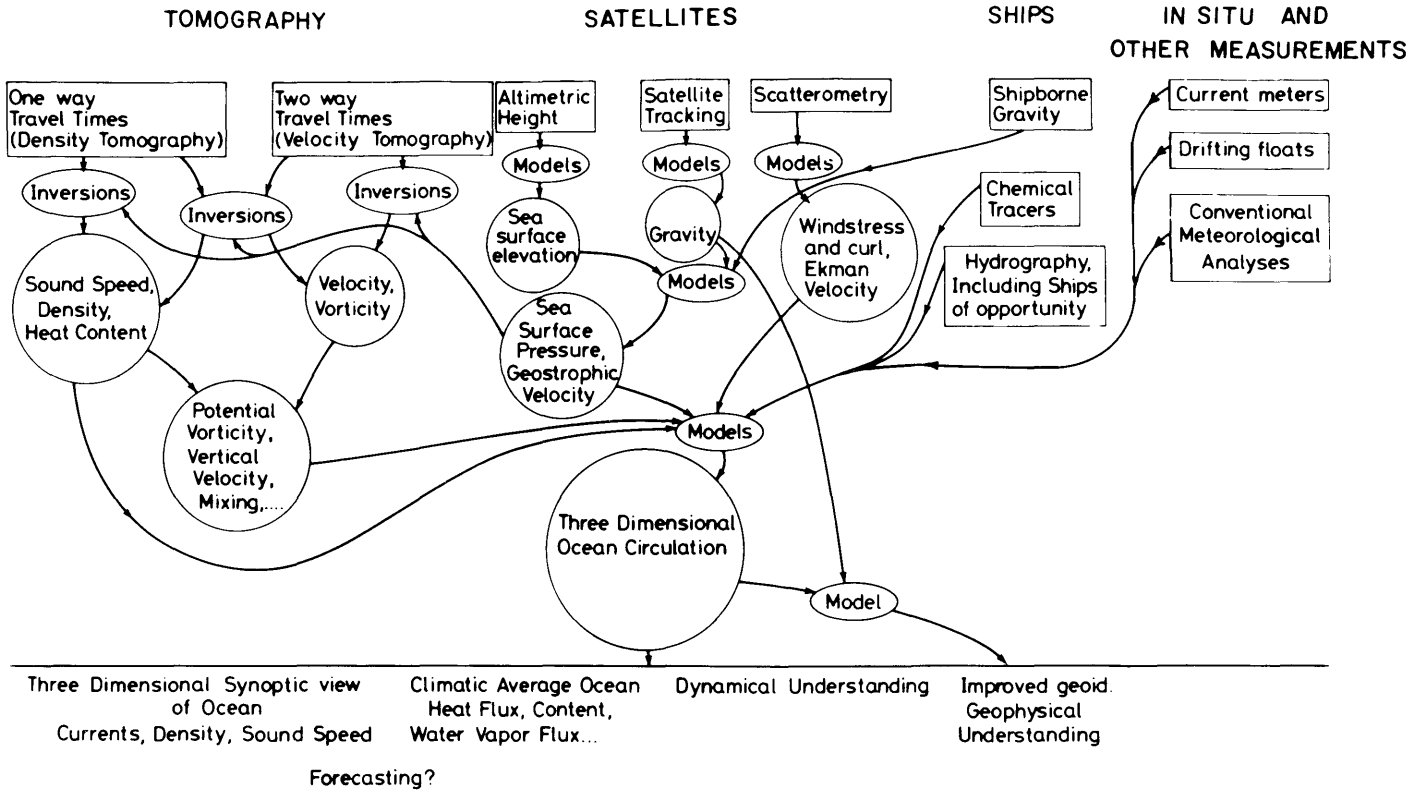 TOMOGRAPHY
SATELLITES
SHIPS
IN SITU AND
OTHER MEASUREMENTS
One way
Travel Times
(Density Tomography)
Two way
Travel Times
(Velocity Tomography)
Altimetric
Height
Satellite
Tracking
Scatterometry
Shipborne
Gravity
Current meters
Drifting floats
Conventional
Meteorological
Analyses
Chemical
Tracers
Hydrography,
Including Ships
of opportunity
Inversions
Inversions
Inversions
Models
Models
Models
Sea
surface
elevation
Gravity
Windstress
and curl,
Ekman
Velocity
Models
Sound Speed,
Density,
Heat Content
Velocity,
Vorticity
Sea
Surface
Pressure,
Geostrophic
Velocity
Potential
Vorticity,
Vertical
Velocity,
Mixing,....
Models
Three Dimensional
Ocean Circulation
Model
Three Dimensional Synoptic view
of Ocean
Currents, Density, Sound Speed
Climatic Average Ocean
Heat Flux, Content,
Water Vapor Flux...
Dynamical Understanding
Improved geoid.
Geophysical
Understanding
Forecasting?